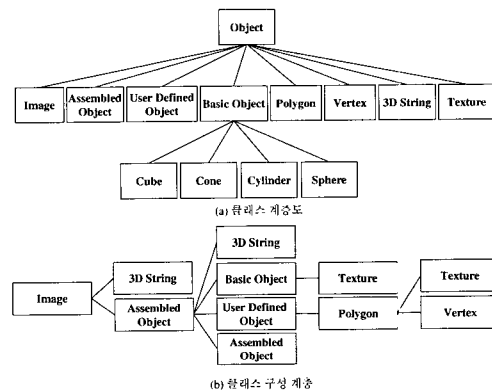 Object
Image
Assembled
Object
User Defined
Object
Basic Object
Polygon
Vertex
3D String
Texture
Cube
Cone
Cylinder
Sphere
(a) 클래스 계층도
3D String
3D String
Basic Object
Texture
Texture
Image
Assembled
Object
User Defined
Object
Polygon
Vertex
Assembled
Object
(b) 클래스 구성 계층